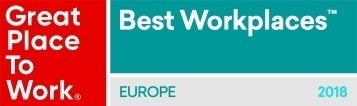 Great
Place
To
Work®
Best Workplaces™
EUROPE
2018